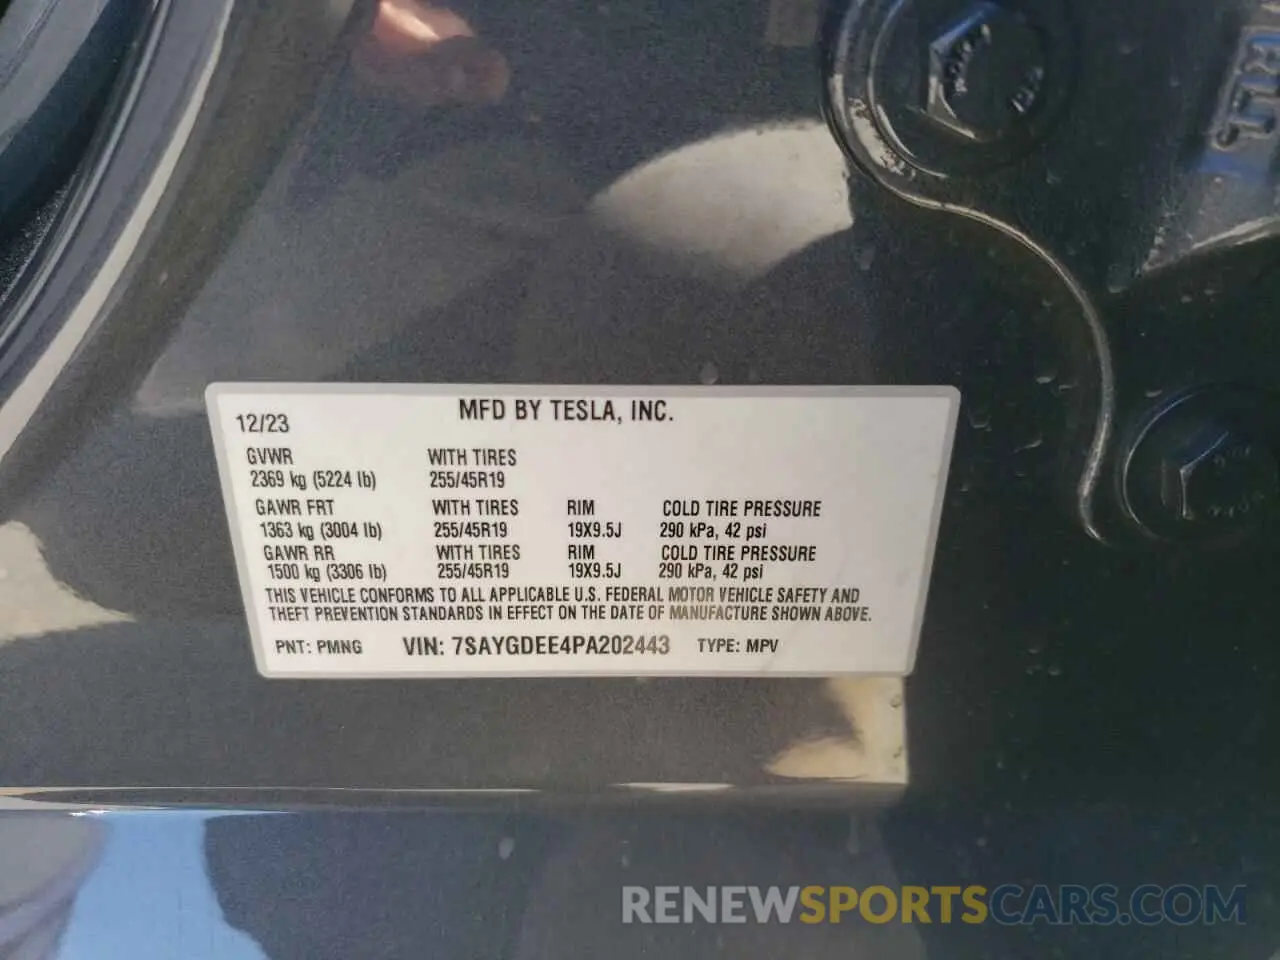 12/23 MFD BY TESLA, INC.
GVWR WITH TIRES
2369 kg (5224 lb) 255/45R19
GAWR FRT WITH TIRES RIM COLD TIRE PRESSURE
1363 kg (3004 lb) 255/45R19 19X9.5J 290 kPa, 42 psi
GAWR RR WITH TIRES RIM COLD TIRE PRESSURE
1500 kg (3306 lb) 255/45R19 19X9.5J 290 kPa, 42 psi
THIS VEHICLE CONFORMS TO ALL APPLICABLE U.S. FEDERAL MOTOR VEHICLE SAFETY AND
THEFT PREVENTION STANDARDS IN EFFECT ON THE DATE OF MANUFACTURE SHOWN ABOVE.
PNT: PMNG VIN: 7SAYGDEE4PA202443 TYPE: MPV
RENEWSPORTSCARS.COM